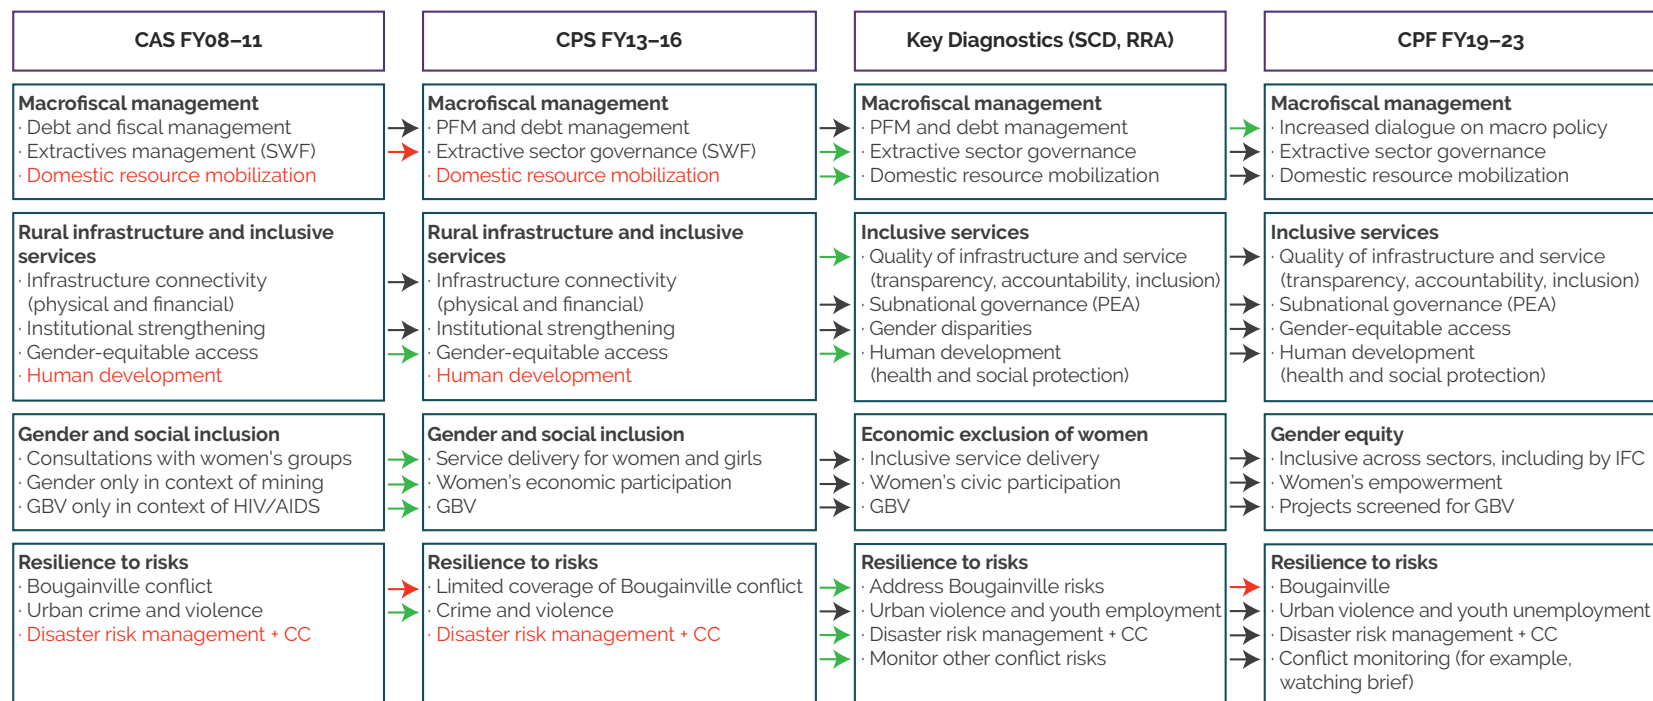 CAS FY08–11
CPS FY13–16
Key Diagnostics (SCD, RRA)
CPF FY19–23
Macrofiscal management
· Debt and fiscal management
· Extractives management (SWF)
· Domestic resource mobilization
Macrofiscal management
· PFM and debt management
· Extractive sector governance (SWF)
· Domestic resource mobilization
Macrofiscal management
· PFM and debt management
· Extractive sector governance
· Domestic resource mobilization
Macrofiscal management
· Increased dialogue on macro policy
· Extractive sector governance
· Domestic resource mobilization
Rural infrastructure and inclusive
services
· Infrastructure connectivity
(physical and financial)
· Institutional strengthening
· Gender-equitable access
· Human development
Rural infrastructure and inclusive
services
· Infrastructure connectivity
(physical and financial)
· Institutional strengthening
· Gender-equitable access
· Human development
Inclusive services
· Quality of infrastructure and service
(transparency, accountability, inclusion)
· Subnational governance (PEA)
· Gender disparities
· Human development
(health and social protection)
Inclusive services
· Quality of infrastructure and service
(transparency, accountability, inclusion)
· Subnational governance (PEA)
· Gender-equitable access
· Human development
(health and social protection)
Gender and social inclusion
· Consultations with women's groups
· Gender only in context of mining
· GBV only in context of HIV/AIDS
Gender and social inclusion
· Service delivery for women and girls
· Women’s economic participation
· GBV
Economic exclusion of women
· Inclusive service delivery
· Women’s civic participation
· GBV
Gender equity
· Inclusive across sectors, including by IFC
· Women’s empowerment
· Projects screened for GBV
Resilience to risks
· Bougainville conflict
· Urban crime and violence
· Disaster risk management + CC
Resilience to risks
· Limited coverage of Bougainville conflict
· Crime and violence
· Disaster risk management + CC
Resilience to risks
· Address Bougainville risks
· Urban violence and youth employment
· Disaster risk management + CC
· Monitor other conflict risks
Resilience to risks
· Bougainville
· Urban violence and youth unemployment
· Disaster risk management + CC
· Conflict monitoring (for example,
watching brief)